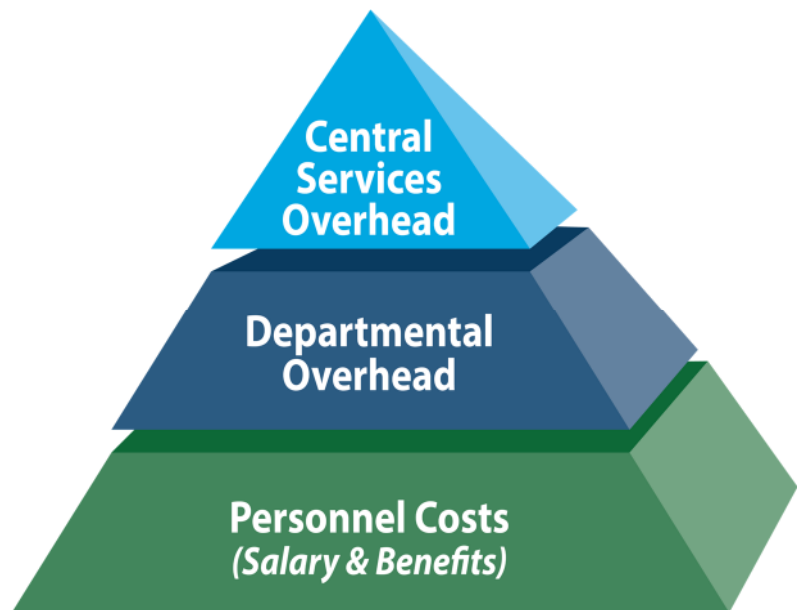 Central
Services
Overhead
Departmental
Overhead
Personnel Costs
(Salary & Benefits)